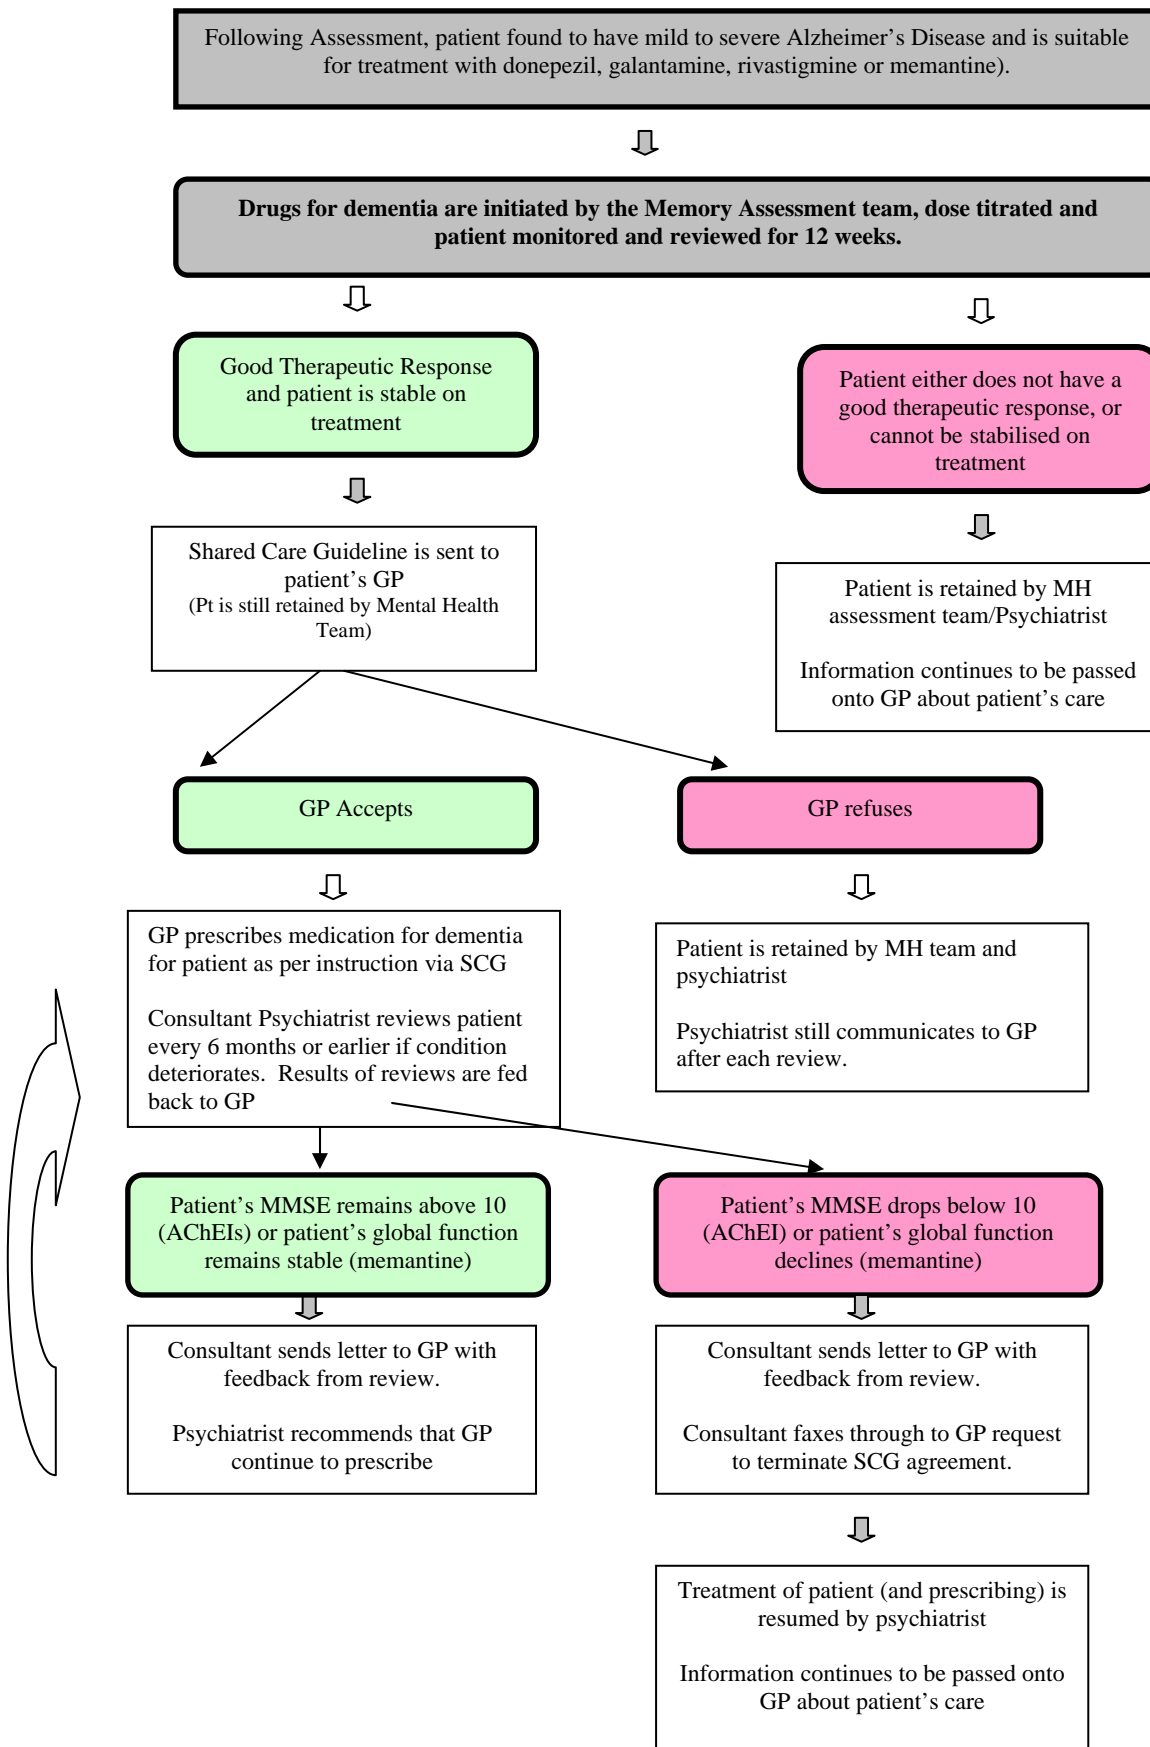 Following Assessment, patient found to have mild to severe Alzheimer’s Disease and is suitable
for treatment with donepezil, galantamine, rivastigmine or memantine).
Drugs for dementia are initiated by the Memory Assessment team, dose titrated and
patient monitored and reviewed for 12 weeks.
Good Therapeutic Response
and patient is stable on
treatment
Patient either does not have a
good therapeutic response, or
cannot be stabilised on
treatment
Shared Care Guideline is sent to
patient’s GP
(Pt is still retained by Mental Health
Team)
Patient is retained by MH
assessment team/Psychiatrist
Information continues to be passed
onto GP about patient’s care
GP Accepts
GP refuses
GP prescribes medication for dementia
for patient as per instruction via SCG
Consultant Psychiatrist reviews patient
every 6 months or earlier if condition
deteriorates.  Results of reviews are fed
back to GP
Patient is retained by MH team and
psychiatrist
Psychiatrist still communicates to GP
after each review.
Patient’s MMSE remains above 10
(AChEIs) or patient’s global function
remains stable (memantine)
Patient’s MMSE drops below 10
(AChEI) or patient’s global function
declines (memantine)
Consultant sends letter to GP with
feedback from review.
Psychiatrist recommends that GP
continue to prescribe
Consultant sends letter to GP with
feedback from review.
Consultant faxes through to GP request
to terminate SCG agreement.
Treatment of patient (and prescribing) is
resumed by psychiatrist
Information continues to be passed onto
GP about patient’s care